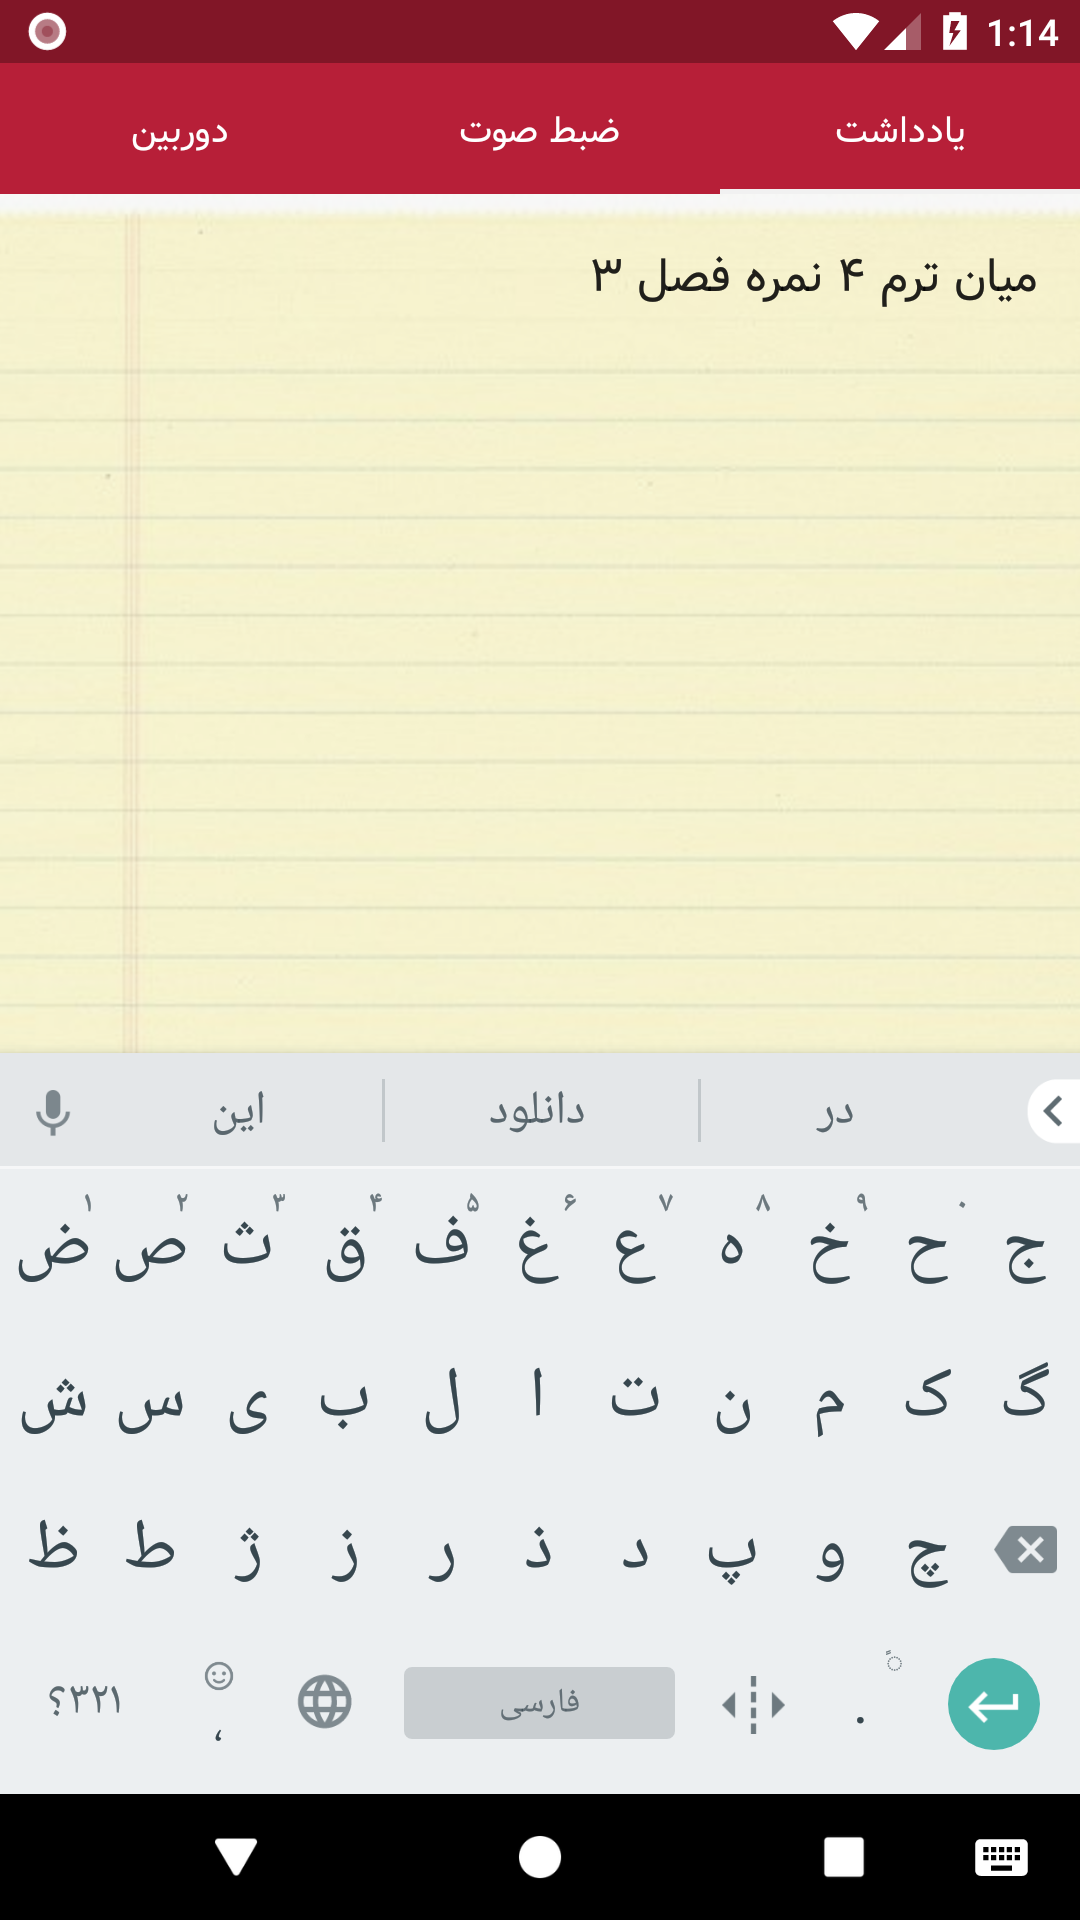 1:14
یادداشت ضبط صوت دوربین
میان ترم ۴ نمره فصل ۳
این دانلود در
۱ ۲ ۳ ۴ ۵ ۶ ۷ ۸ ۹ ۰
ض ص ث ق ف غ ع ه خ ح ج
ش س ی ب ل ا ت ن م ک گ
ظ ط ژ ز ر ذ د پ و چ
۳۲۱؟ ، فارسی .